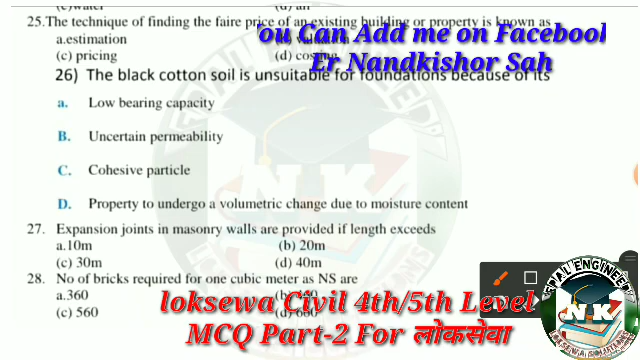 25.The technique of finding the faire price of an existing building or property is known as
ou Can Add me on Facebool
a.estimation
(c) pricing
Er Nandkishor Sah
26) The black cotton soil is unsuitable for foundations because of its
a. Low bearing capacity
B. Uncertain permeability
C. Cohesive particle
D. Property to undergo a volumetric change due to moisture content
27. Expansion joints in masonry walls are provided if length exceeds
a.10m (b) 20m
(c) 30m (d) 40m
28. No of bricks required for one cubic meter as NS are
a.360
(c) 560
loksewa Civil 4th/5th Level
MCQ Part-2 For लोकसेवा
NK